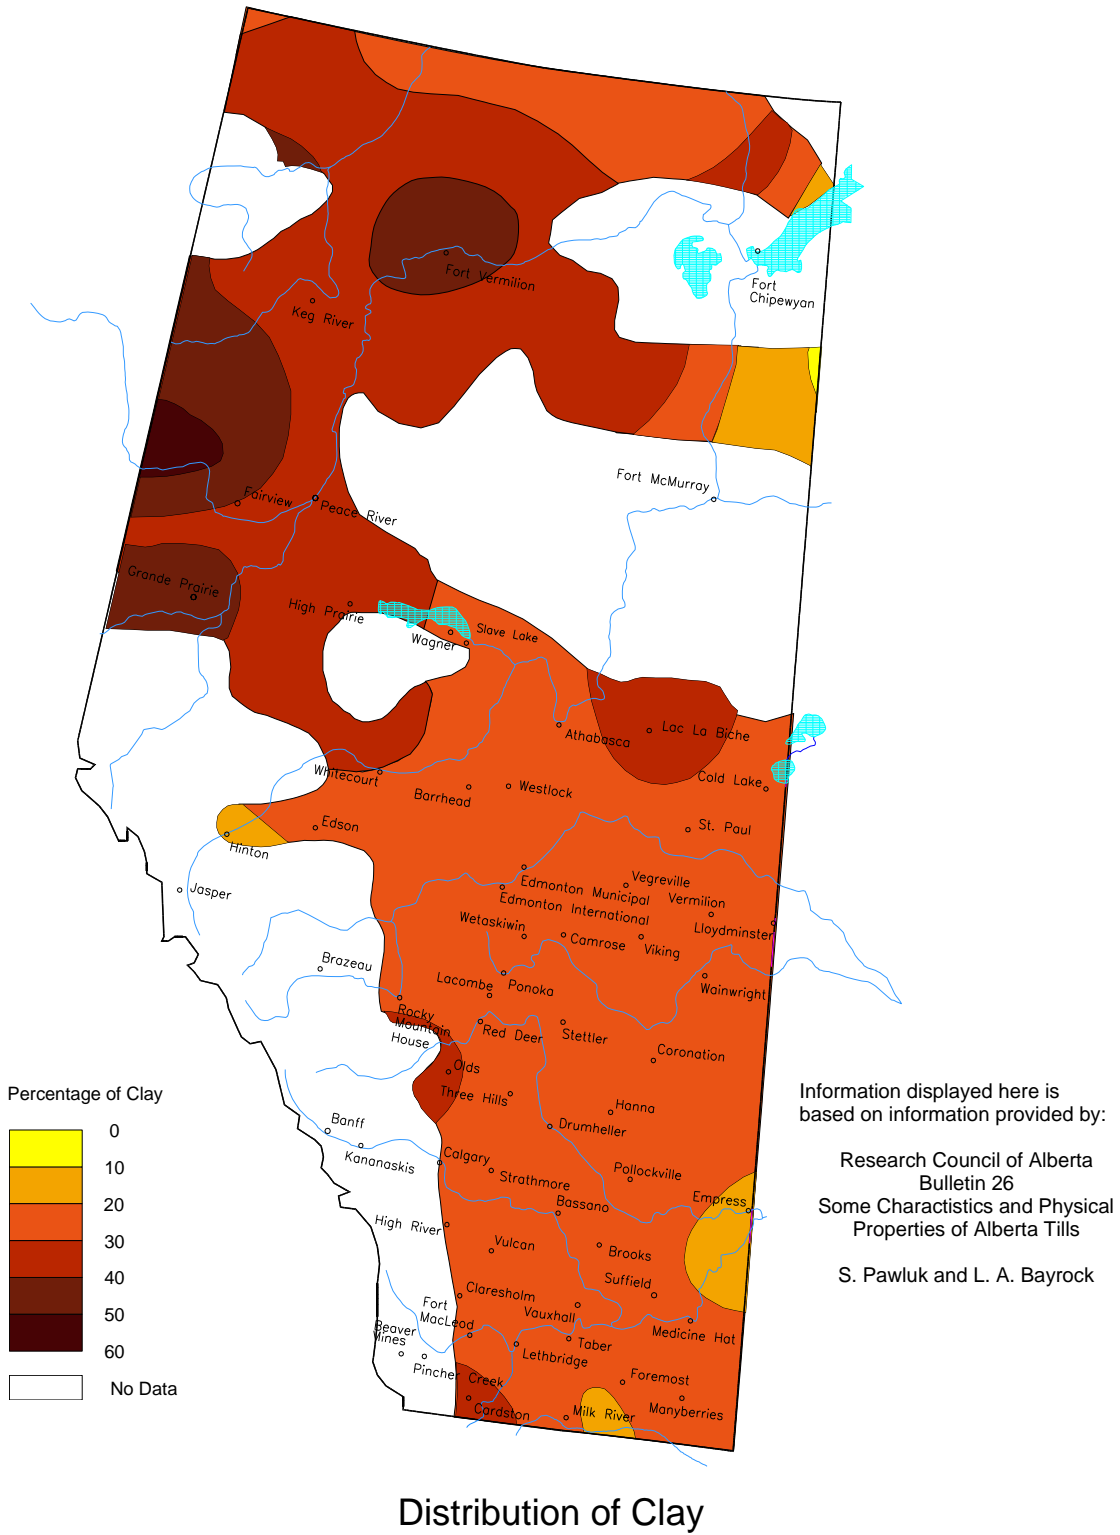 Fort Vermilion
Fort
Chipewyan
Keg River
Fort McMurray
Fairview
Peace River
Grande Prairie
High Prairie
Slave Lake
Wagner
Lac La Biche
Athabasca
Whitecourt
Cold Lake
Barrhead
Westlock
Edson
St. Paul
Hinton
Jasper
Vegreville
Edmonton Municipal
Vermilion
Edmonton International
Wetaskiwin
Lloydminster
Camrose
Viking
Brazeau
Lacombe
Ponoka
Wainwright
Rocky
Mountain
House
Red Deer
Stettler
Coronation
Olds
Three Hills
Hanna
Banff
Drumheller
Kananaskis
Calgary
Strathmore
Pollockville
Empress
Bassano
High River
Vulcan
Brooks
Suffield
Claresholm
Fort
MacLeod
Vauxhall
Medicine Hat
Beaver
Mines
Taber
Lethbridge
Pincher Creek
Foremost
Cardston
Milk River
Manyberries
Percentage of Clay
0
10
20
30
40
50
60
No Data
Information displayed here is
based on information provided by:
Research Council of Alberta
Bulletin 26
Some Charactistics and Physical
Properties of Alberta Tills
S. Pawluk and L. A. Bayrock
Distribution of Clay